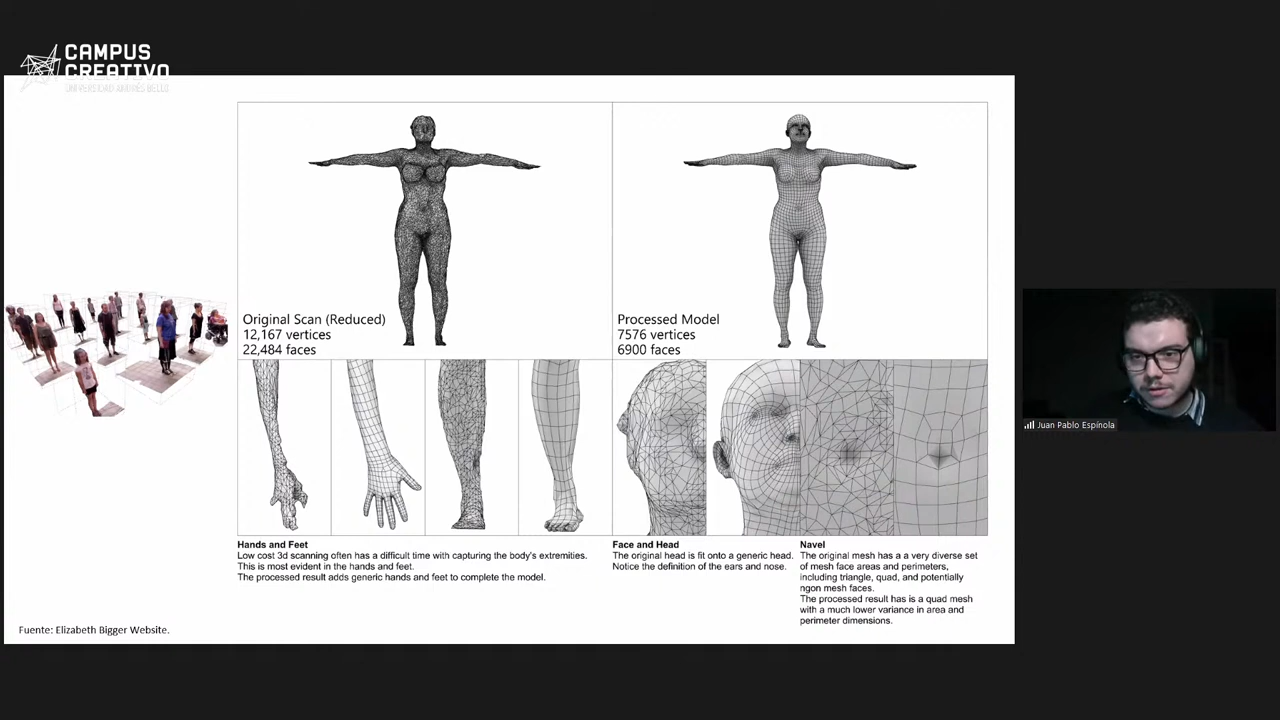 CAMPUS
CREATIVO
UNIVERSIDAD ANDRÉS BELLO
Original Scan (Reduced)
12,167 vertices
22,484 faces
Processed Model
7576 vertices
6900 faces
Hands and Feet
Low cost 3d scanning often has a difficult time with capturing the body's extremities.
This is most evident in the hands and feet.
The processed result adds generic hands and feet to complete the model.
Face and Head
The original head is fit onto a generic head.
Notice the definition of the ears and nose.
Navel
The original mesh has a a very diverse set
of mesh face areas and perimeters,
including triangle, quad, and potentially
ngon mesh faces.
The processed result has is a quad mesh
with a much lower variance in area and
perimeter dimensions.
Fuente: Elizabeth Bigger Website.
Juan Pablo Espínola